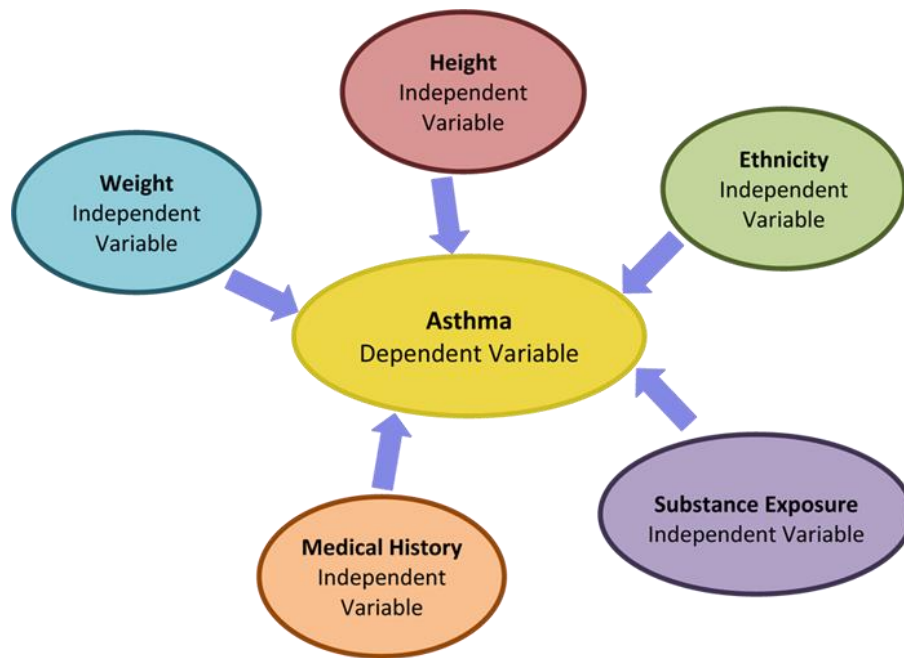 Height
Independent
Variable
Weight
Independent
Variable
Ethnicity
Independent
Variable
Asthma
Dependent Variable
Substance Exposure
Independent Variable
Medical History
Independent
Variable